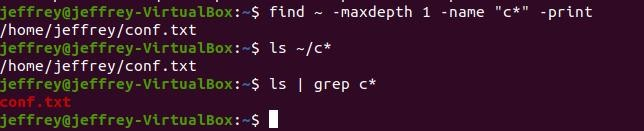 jeffrey@jeffrey-VirtualBox:~$ find ~ -maxdepth 1 -name "c*" -print
/home/jeffrey/conf.txt
jeffrey@jeffrey-VirtualBox:~$ ls ~/c*
/home/jeffrey/conf.txt
jeffrey@jeffrey-VirtualBox:~$ ls | grep c*
conf.txt
jeffrey@jeffrey-VirtualBox:~$